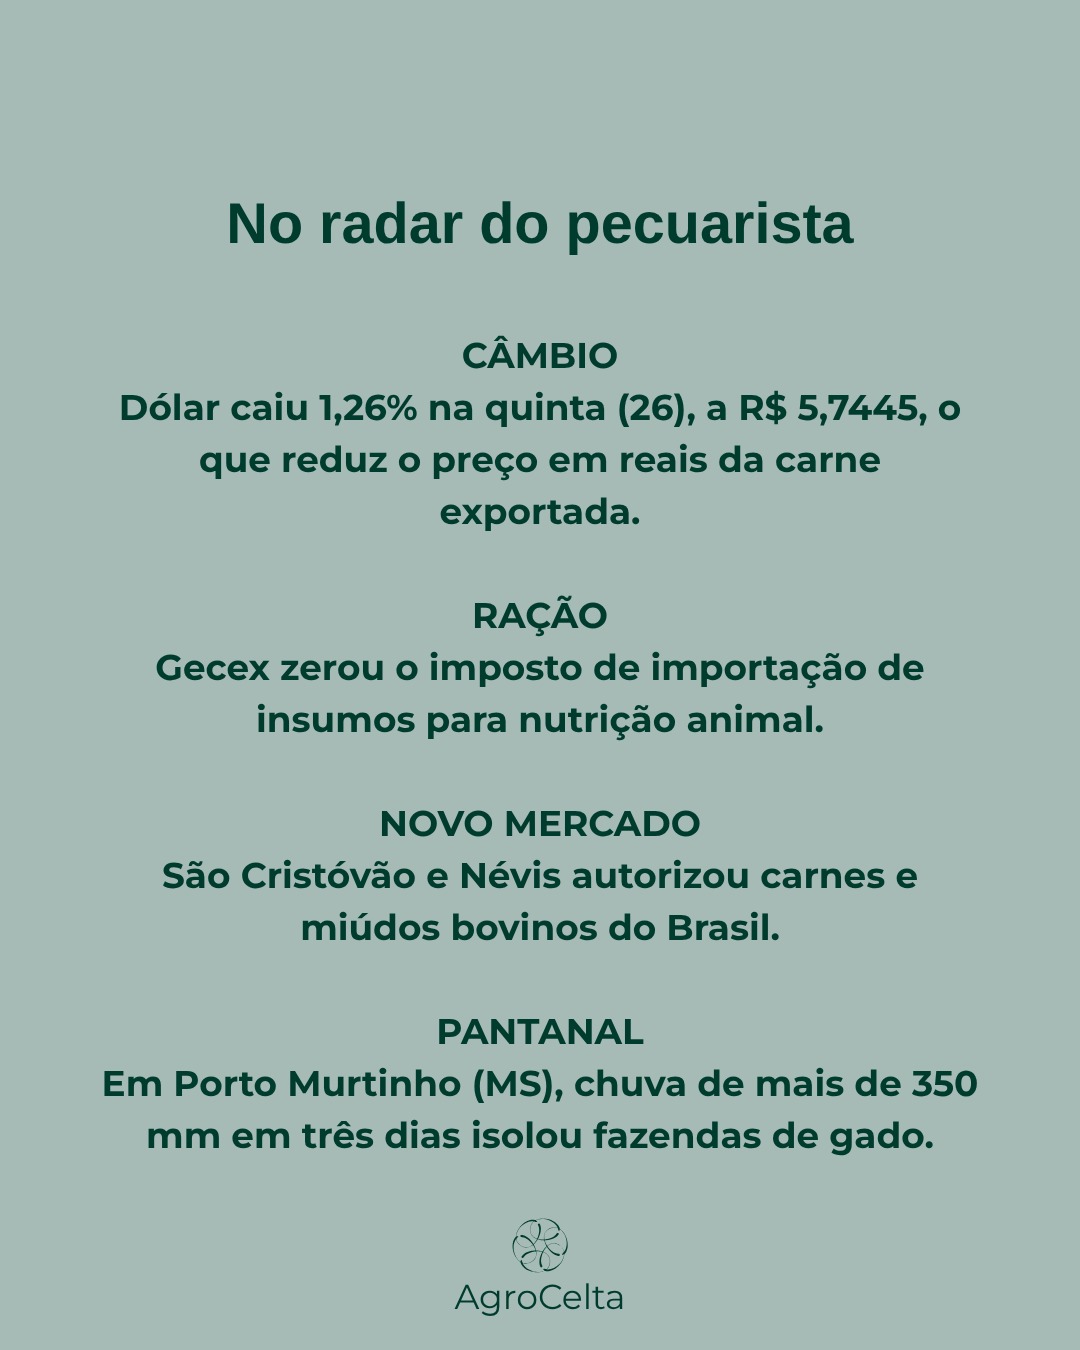 No radar do pecuarista
CÂMBIO
Dólar caiu 1,26% na quinta (26), a R$ 5,7445, o
que reduz o preço em reais da carne
exportada.
RAÇÃO
Gecex zerou o imposto de importação de
insumos para nutrição animal.
NOVO MERCADO
São Cristóvão e Névis autorizou carnes e
miúdos bovinos do Brasil.
PANTANAL
Em Porto Murtinho (MS), chuva de mais de 350
mm em três dias isolou fazendas de gado.
AgroCelta